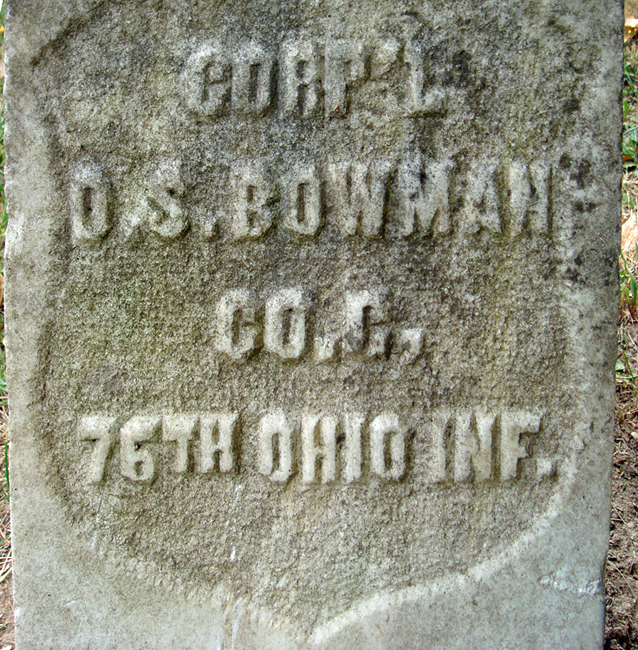 CORP'L
O.S. BOWMAN
CO. C.,
76TH OHIO INF.